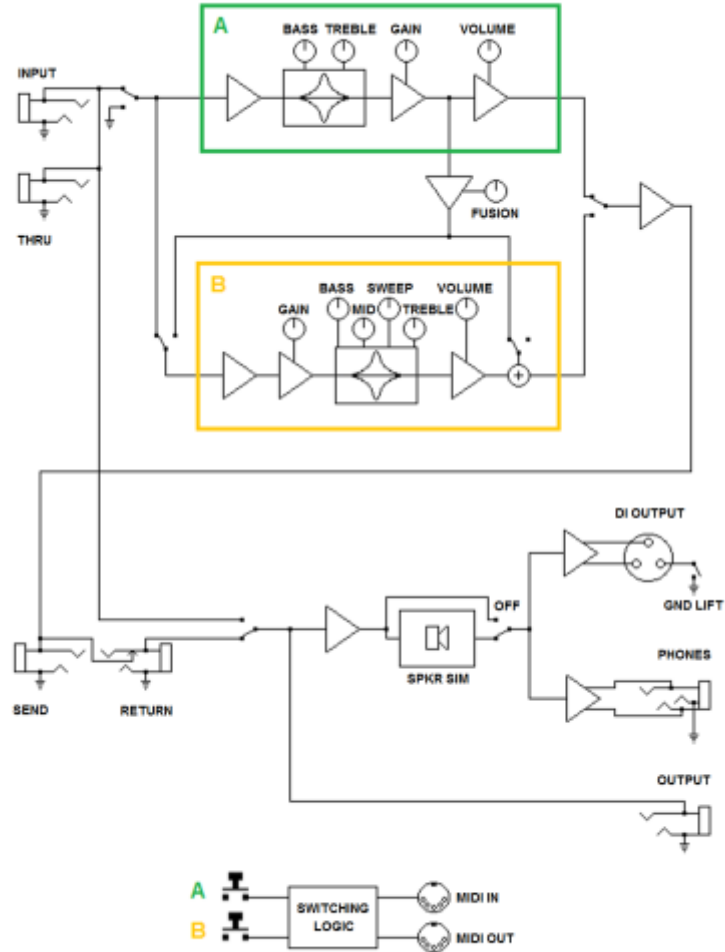 A
BASS TREBLE GAIN VOLUME
INPUT
THRU
FUSION
B
BASS SWEEP VOLUME
GAIN MID TREBLE
DI OUTPUT
OFF
GND LIFT
SPKR SIM
PHONES
SEND RETURN
OUTPUT
A
SWITCHING
LOGIC
MIDI IN
B
MIDI OUT